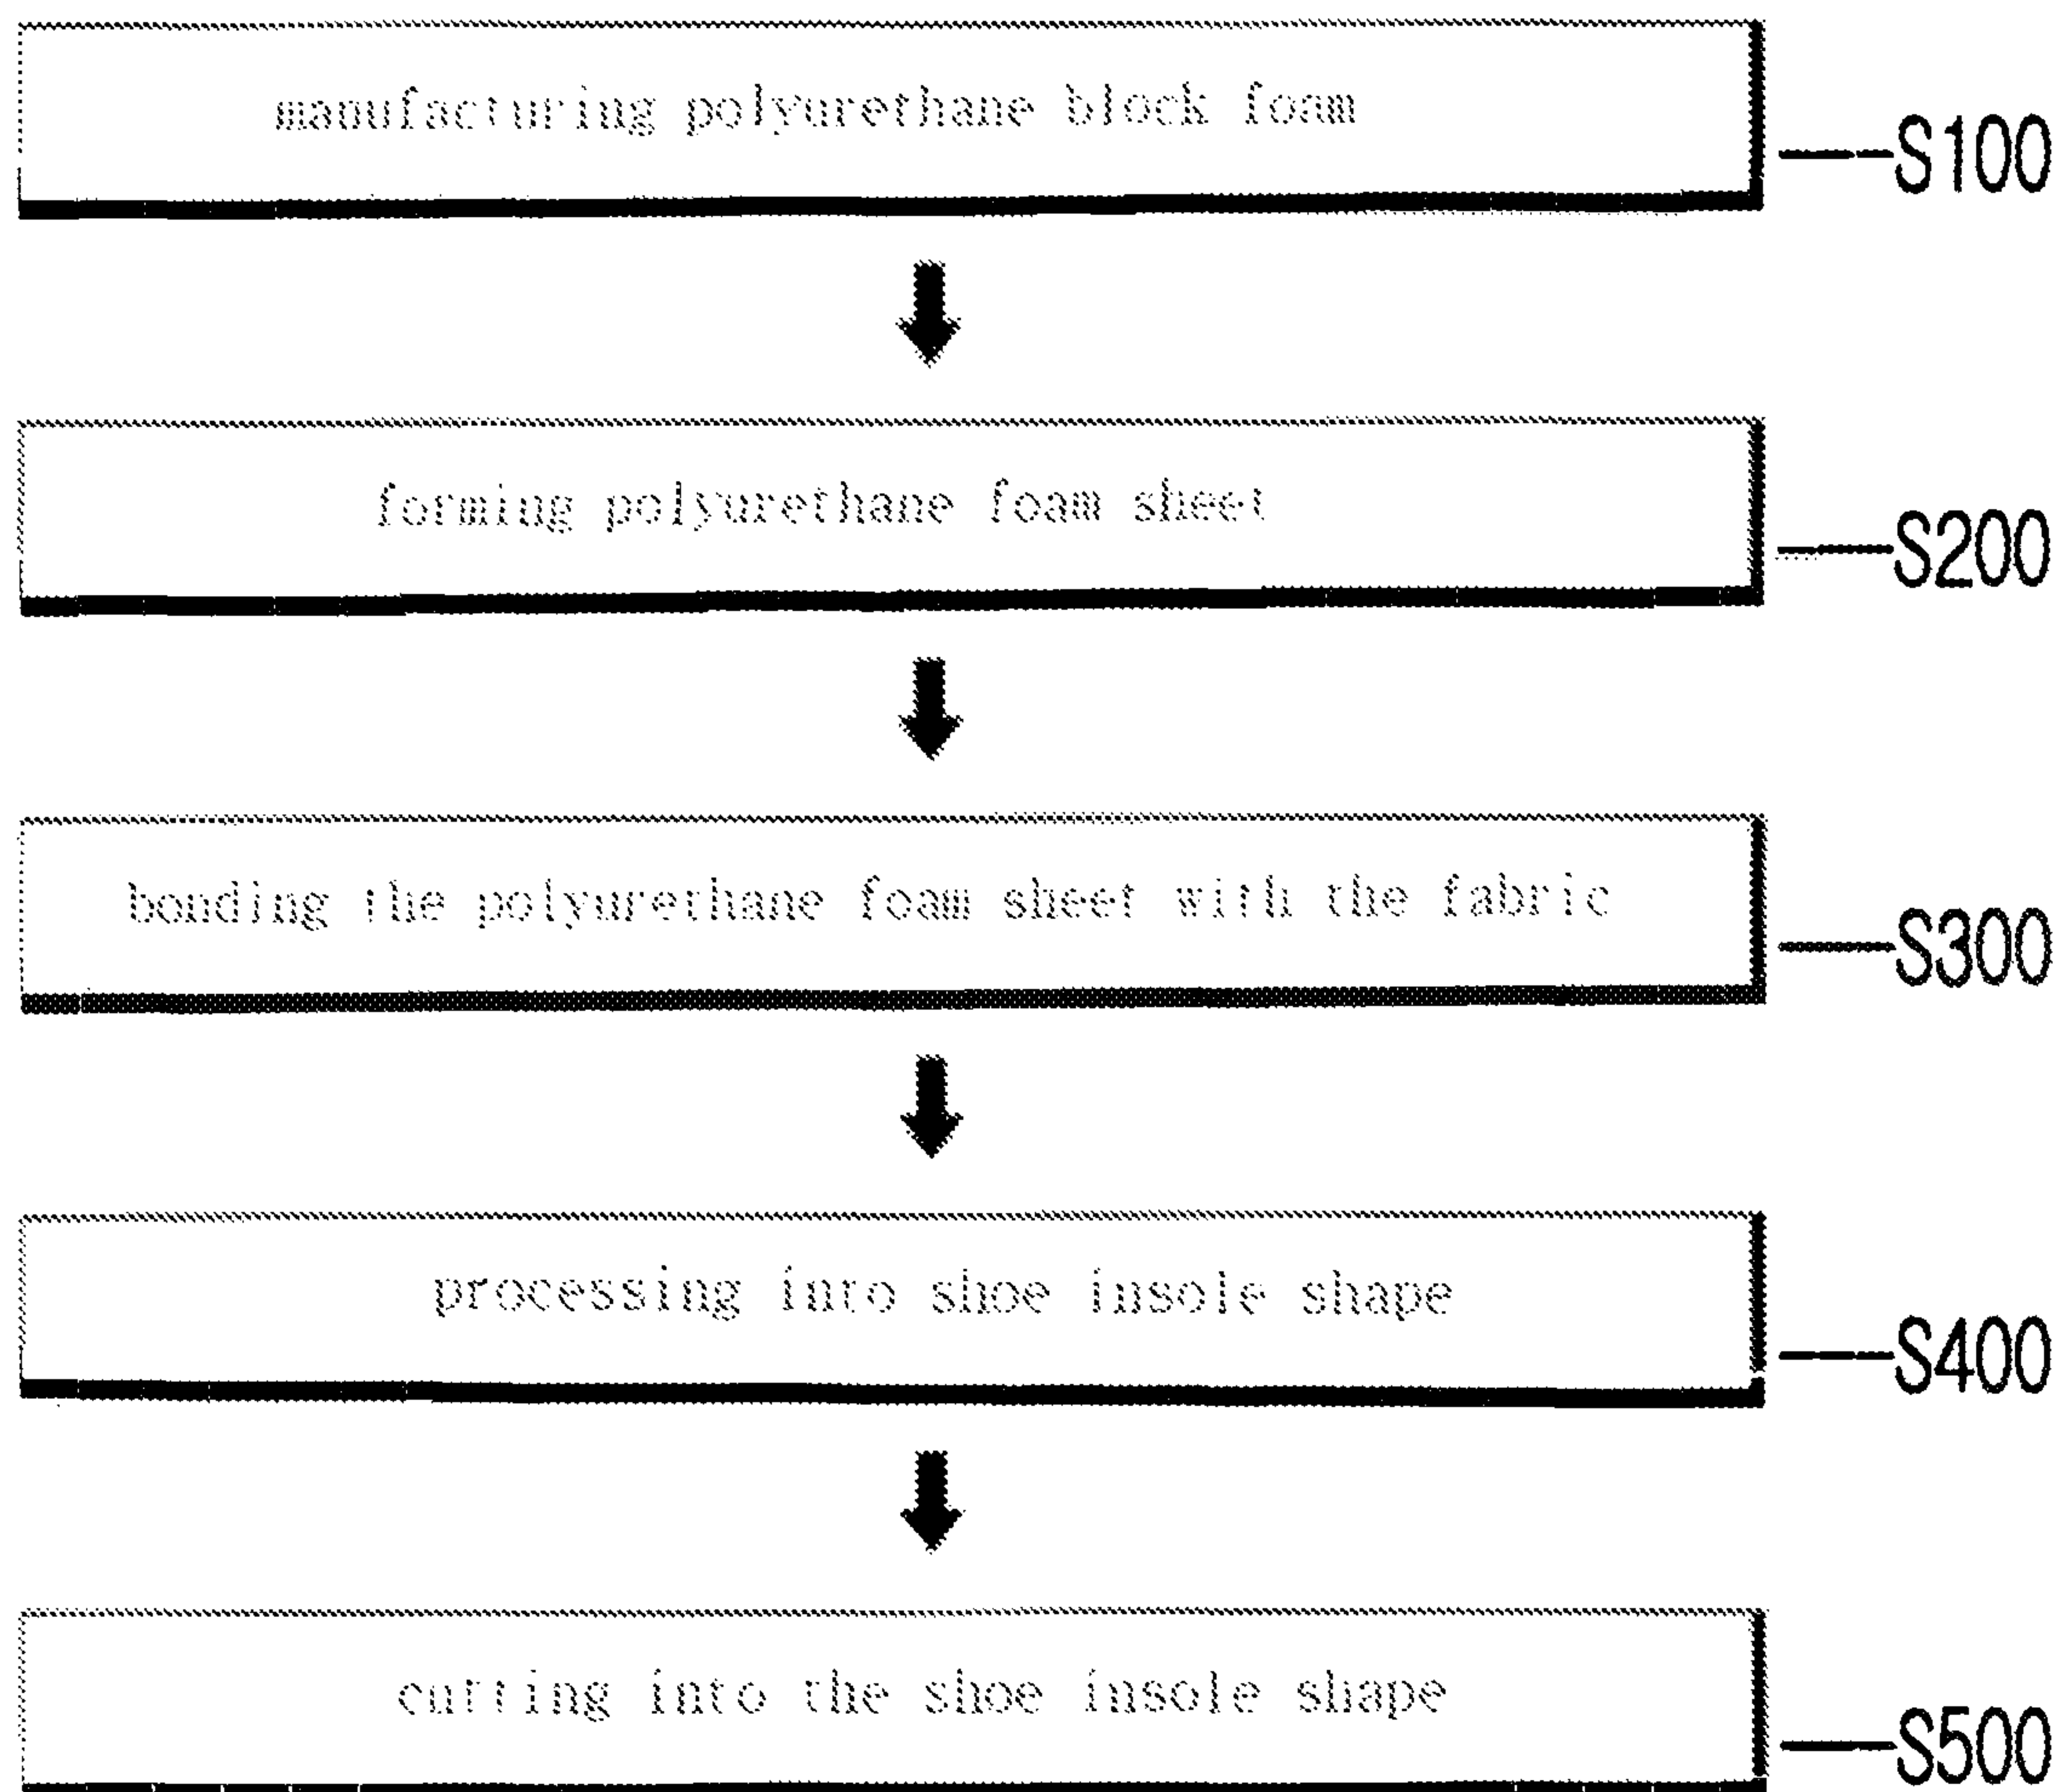 manufacturing polyurethane block foam
S100
forming polyurethane foam sheet
S200
bonding the polyurethane foam sheet with the fabric
S300
processing into shoe insole shape
S400
cutting into the shoe insole shape
S500